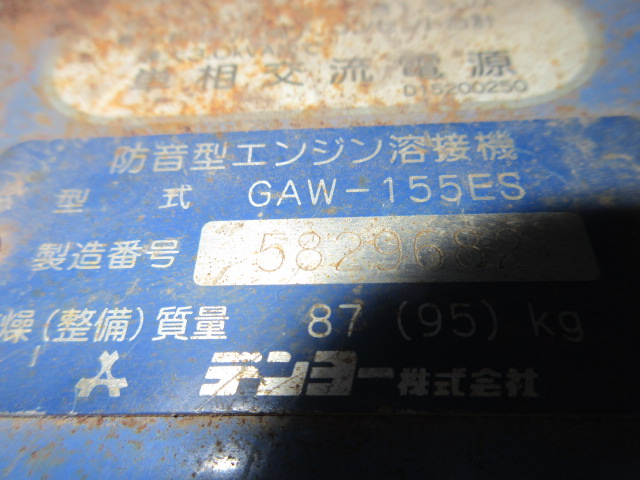 単相交流電源
D15200250
防音型エンジン溶接機
型式 GAW-155ES
製造番号 5829682
燥(整備)質量 87(95)kg
デンヨー株式会社